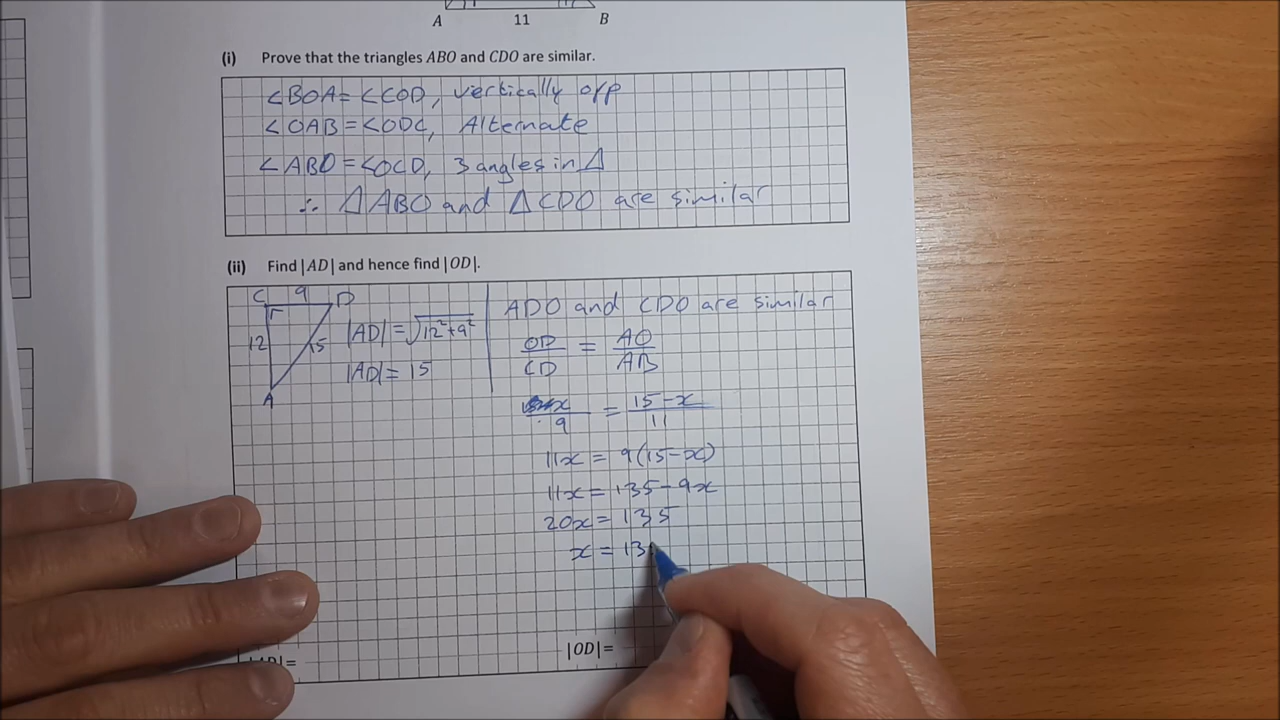 A 11 B
(i) Prove that the triangles ABO and CDO are similar.
∠BOA = ∠COD, vertically opp
∠OAB = ∠ODC, Alternate
∠ABO = ∠OCD, 3 angles in Δ
∴ ΔABO and ΔCDO are similar
(ii) Find |AD| and hence find |OD|.
C 9 D
12 15
A
|AD| = √12²+9²
|AD| = 15
ADO and CDO are similar
OD/CD = AO/AB
x/9 = 15-x/11
11x = 9(15-x)
11x = 135-9x
20x = 135
x = 13
|OD|=